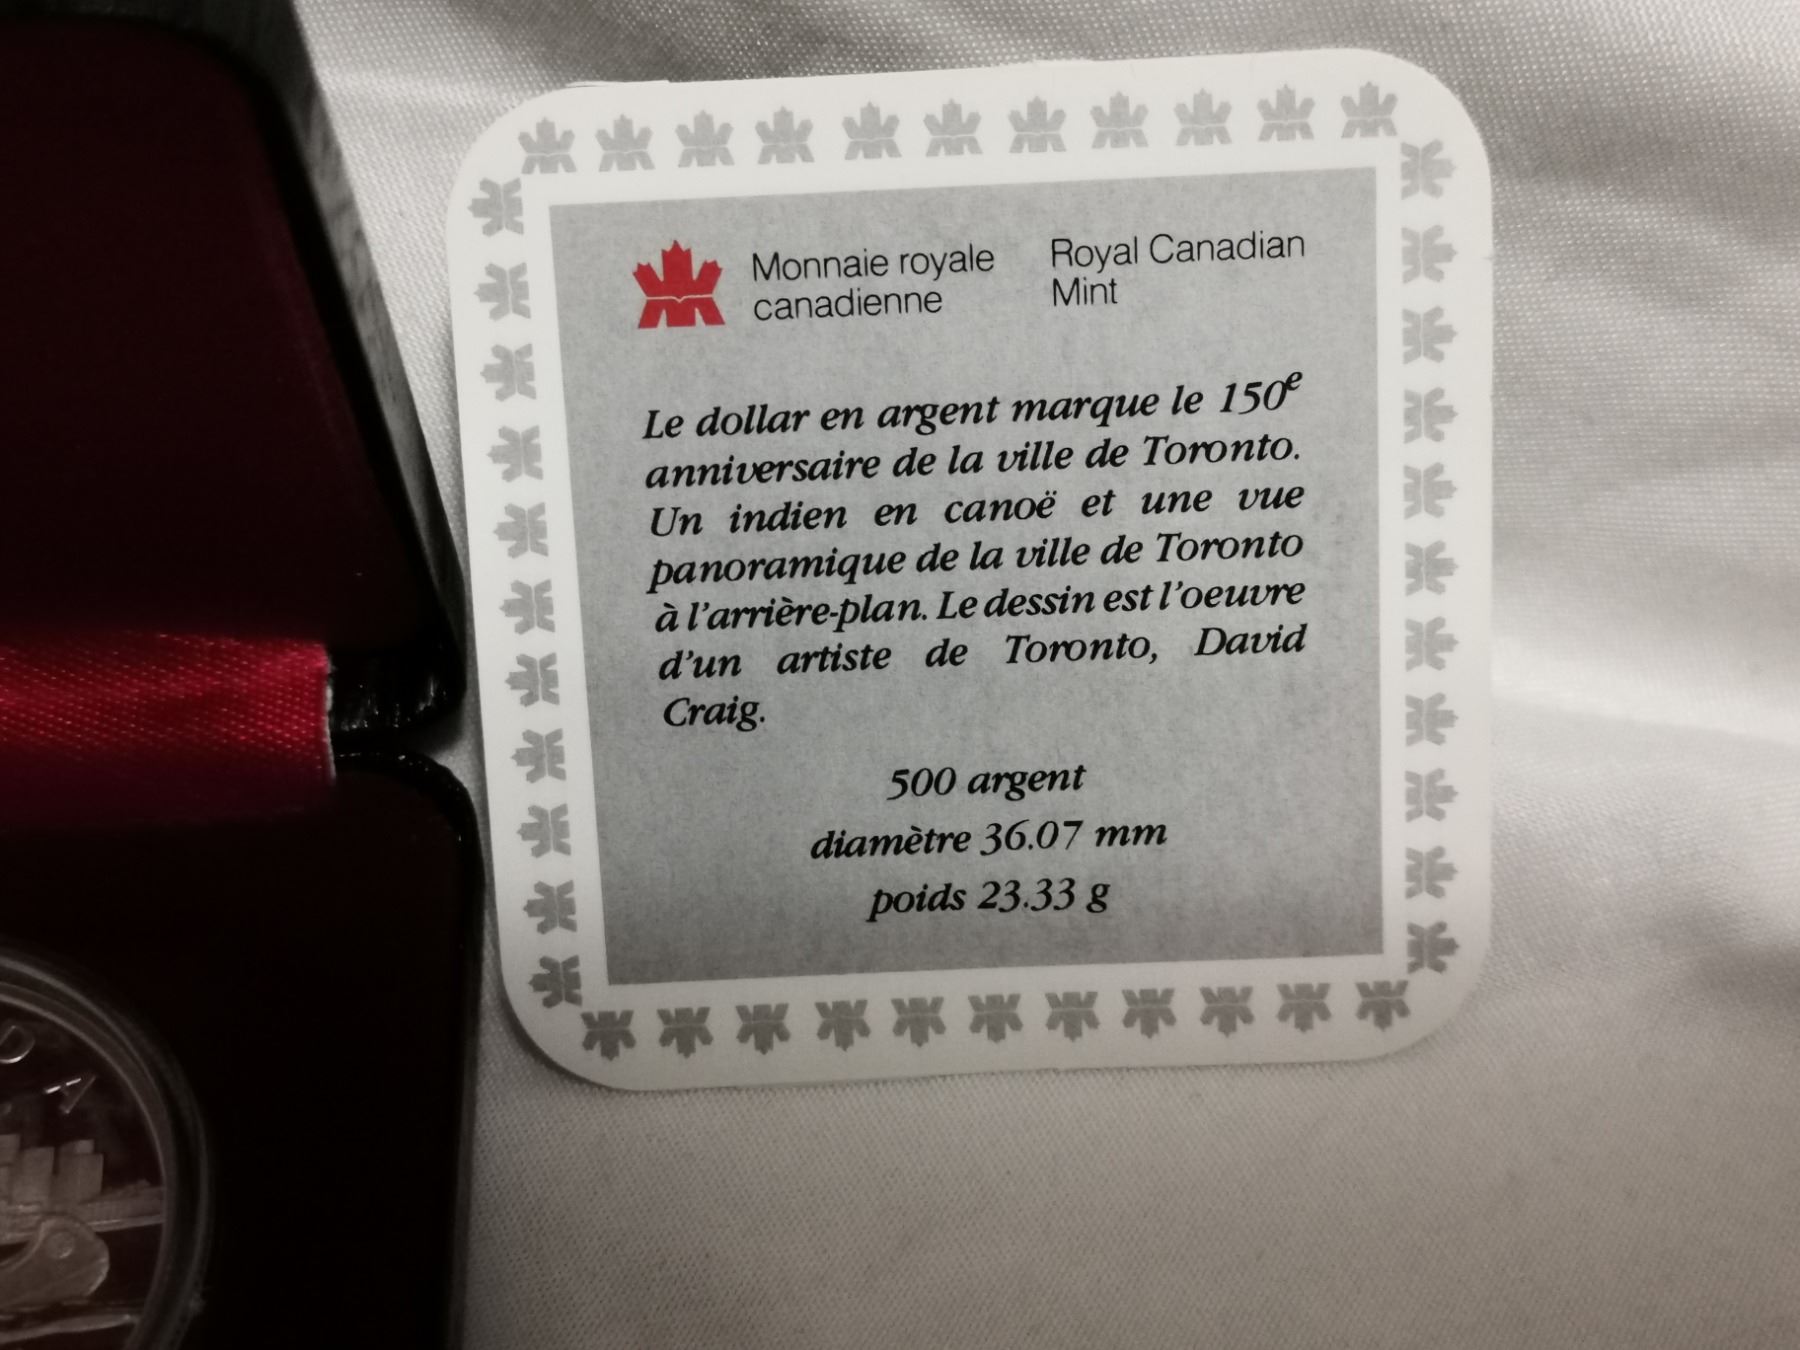 Monnaie royale canadienne
Royal Canadian Mint
Le dollar en argent marque le 150e
anniversaire de la ville de Toronto.
Un indien en canoë et une vue
panoramique de la ville de Toronto
à l'arrière-plan. Le dessin est l'oeuvre
d'un artiste de Toronto, David
Craig.
500 argent
diamètre 36.07 mm
poids 23.33 g
D A